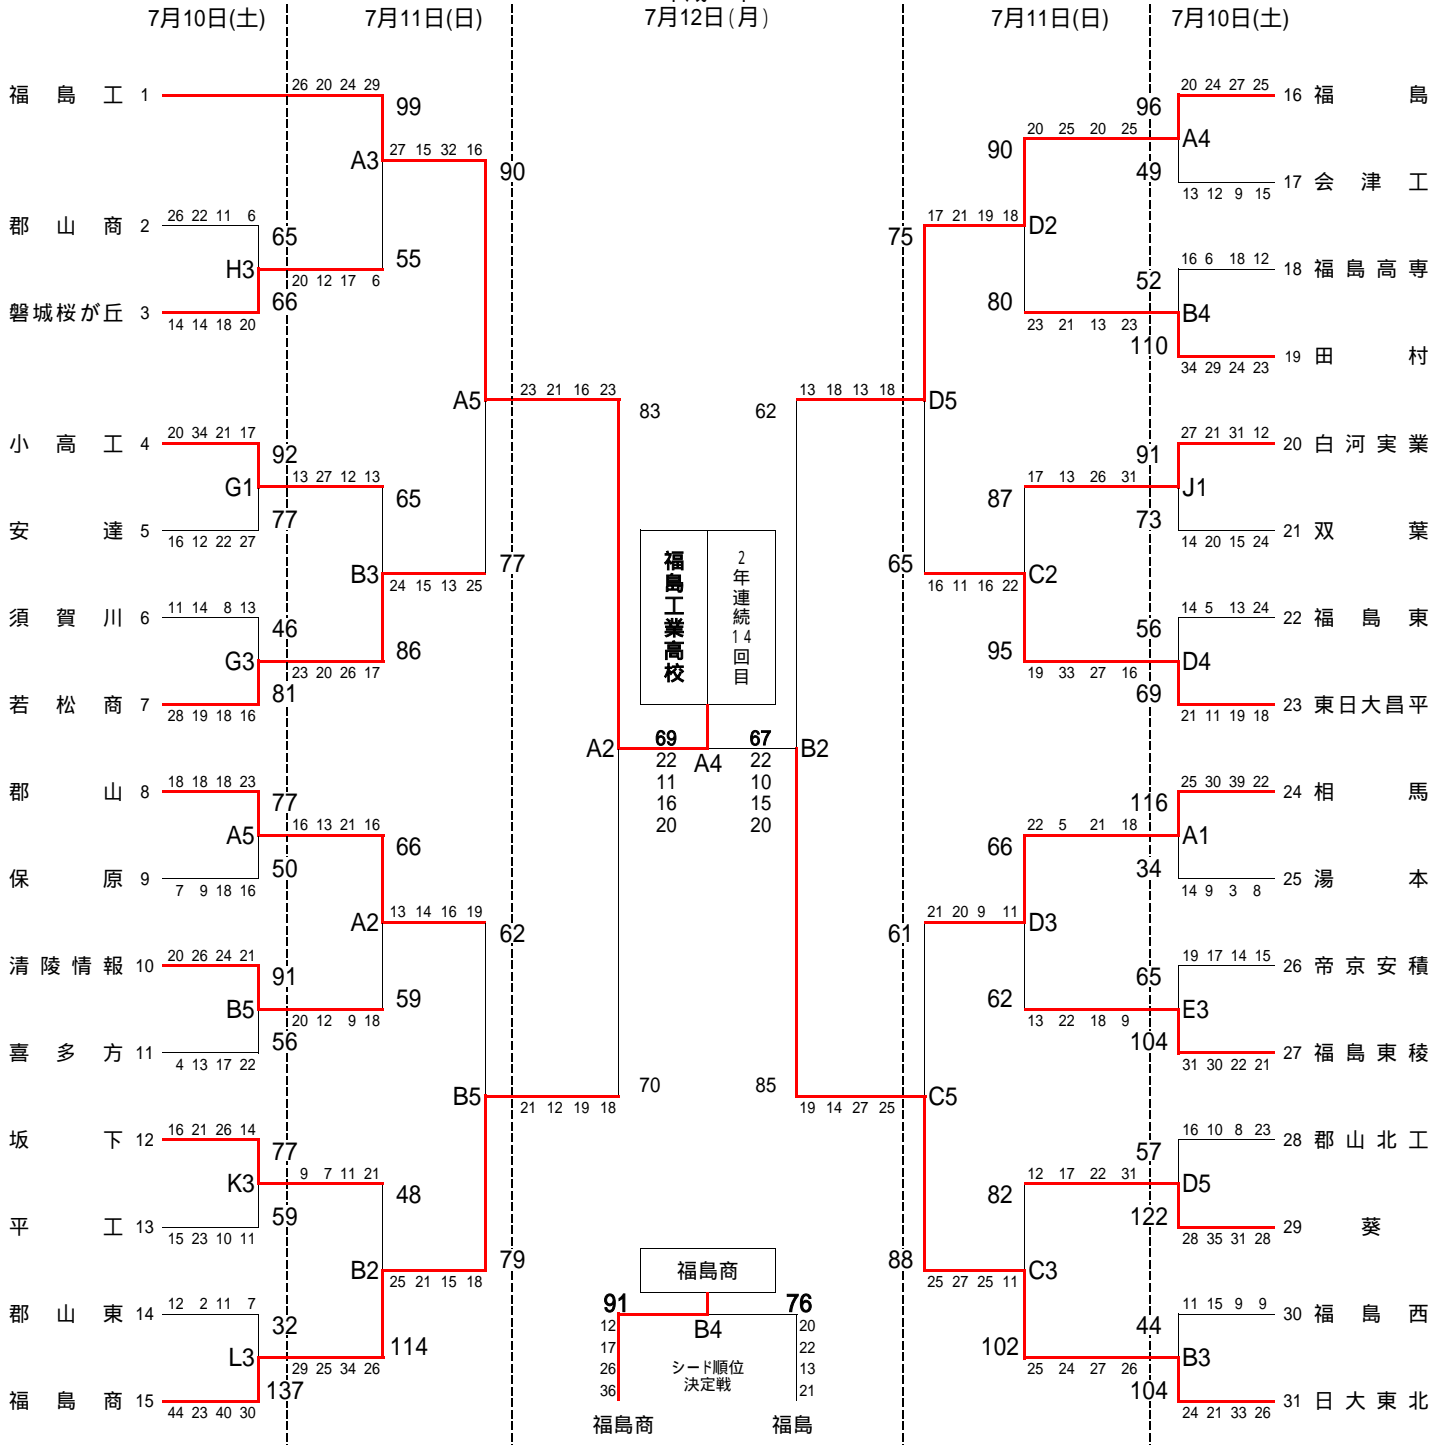 7月10日(土) 7月11日(日) 7月12日(月) 7月11日(日) 7月10日(土)
福島工 1 26 20 24 29 99
A3 27 15 32 16 90
郡山商 2 26 22 11 6 65
H3 20 12 17 6 55
磐城桜が丘 3 14 14 18 20 66
A5 23 21 16 23 83
小高工 4 20 34 21 17 92
G1 13 27 12 13 65
安達 5 16 12 22 27 77
B3 24 15 13 25 77
須賀川 6 11 14 8 13 46
G3 23 20 26 17 86
若松商 7 28 19 18 16 81
A2
郡山 8 18 18 18 23 77
A5 16 13 21 16 66
保原 9 7 9 18 16 50
A2 13 14 16 19 62
清陵情報 10 20 26 24 21 91
B5 20 12 9 18 59
喜多方 11 4 13 17 22 56
B5 21 12 19 18 70
坂下 12 16 21 26 14 77
K3 9 7 11 21 48
平工 13 15 23 10 11 59
B2 25 21 15 18 79
郡山東 14 12 2 11 7 32
L3 29 25 34 26 114
福島商 15 44 23 40 30 137
福島工業高校
2年連続14回目
69 67
A4
22 22
11 10
16 15
20 20
福島商
91 76
B4
12 20
17 22
26 13
36 21
シード順位
決定戦
福島商 福島
96 20 24 27 25 16 福島
90 20 25 20 25 A4
49 13 12 9 15 17 会津工
75 17 21 19 18 D2
52 16 6 18 12 18 福島高専
80 23 21 13 23 B4
110 34 29 24 23 19 田村
62 13 18 13 18 D5
91 27 21 31 12 20 白河実業
87 17 13 26 31 J1
73 14 20 15 24 21 双葉
65 16 11 16 22 C2
56 14 5 13 24 22 福島東
95 19 33 27 16 D4
69 21 11 19 18 23 東日大昌平
B2
116 25 30 39 22 24 相馬
66 22 5 21 18 A1
34 14 9 3 8 25 湯本
61 21 20 9 11 D3
65 19 17 14 15 26 帝京安積
62 13 22 18 9 E3
104 31 30 22 21 27 福島東稜
85 19 14 27 25 C5
57 16 10 8 23 28 郡山北工
82 12 17 22 31 D5
122 28 35 31 28 29 葵
88 25 27 25 11 C3
44 11 15 9 9 30 福島西
102 25 24 27 26 B3
104 24 21 33 26 31 日大東北